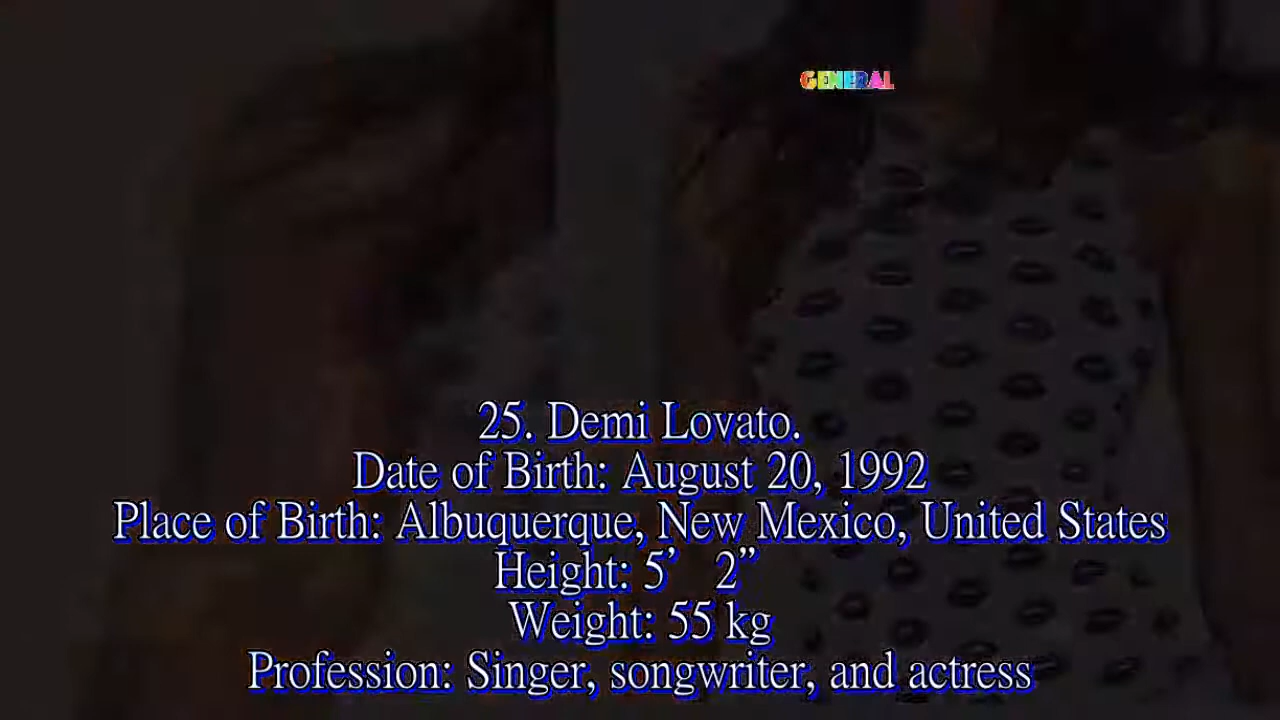 GENERAL
25. Demi Lovato.
Date of Birth: August 20, 1992
Place of Birth: Albuquerque, New Mexico, United States
Height: 5’ 2”
Weight: 55 kg
Profession: Singer, songwriter, and actress